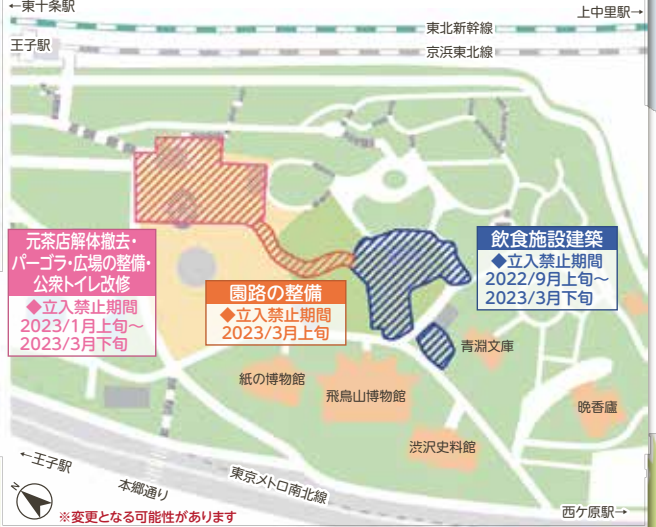 ←東十条駅
上中里駅→
東北新幹線
王子駅
京浜東北線
元茶店解体撤去・
パーゴラ・広場の整備・
公衆トイレ改修
◆立入禁止期間
2023/1月上旬～
2023/3月下旬
園路の整備
◆立入禁止期間
2023/3月上旬
飲食施設建築
◆立入禁止期間
2022/9月上旬～
2023/3月下旬
青淵文庫
紙の博物館
飛鳥山博物館
晩香廬
渋沢史料館
←王子駅
本郷通り
東京メトロ南北線
西ケ原駅→
N
※変更となる可能性があります